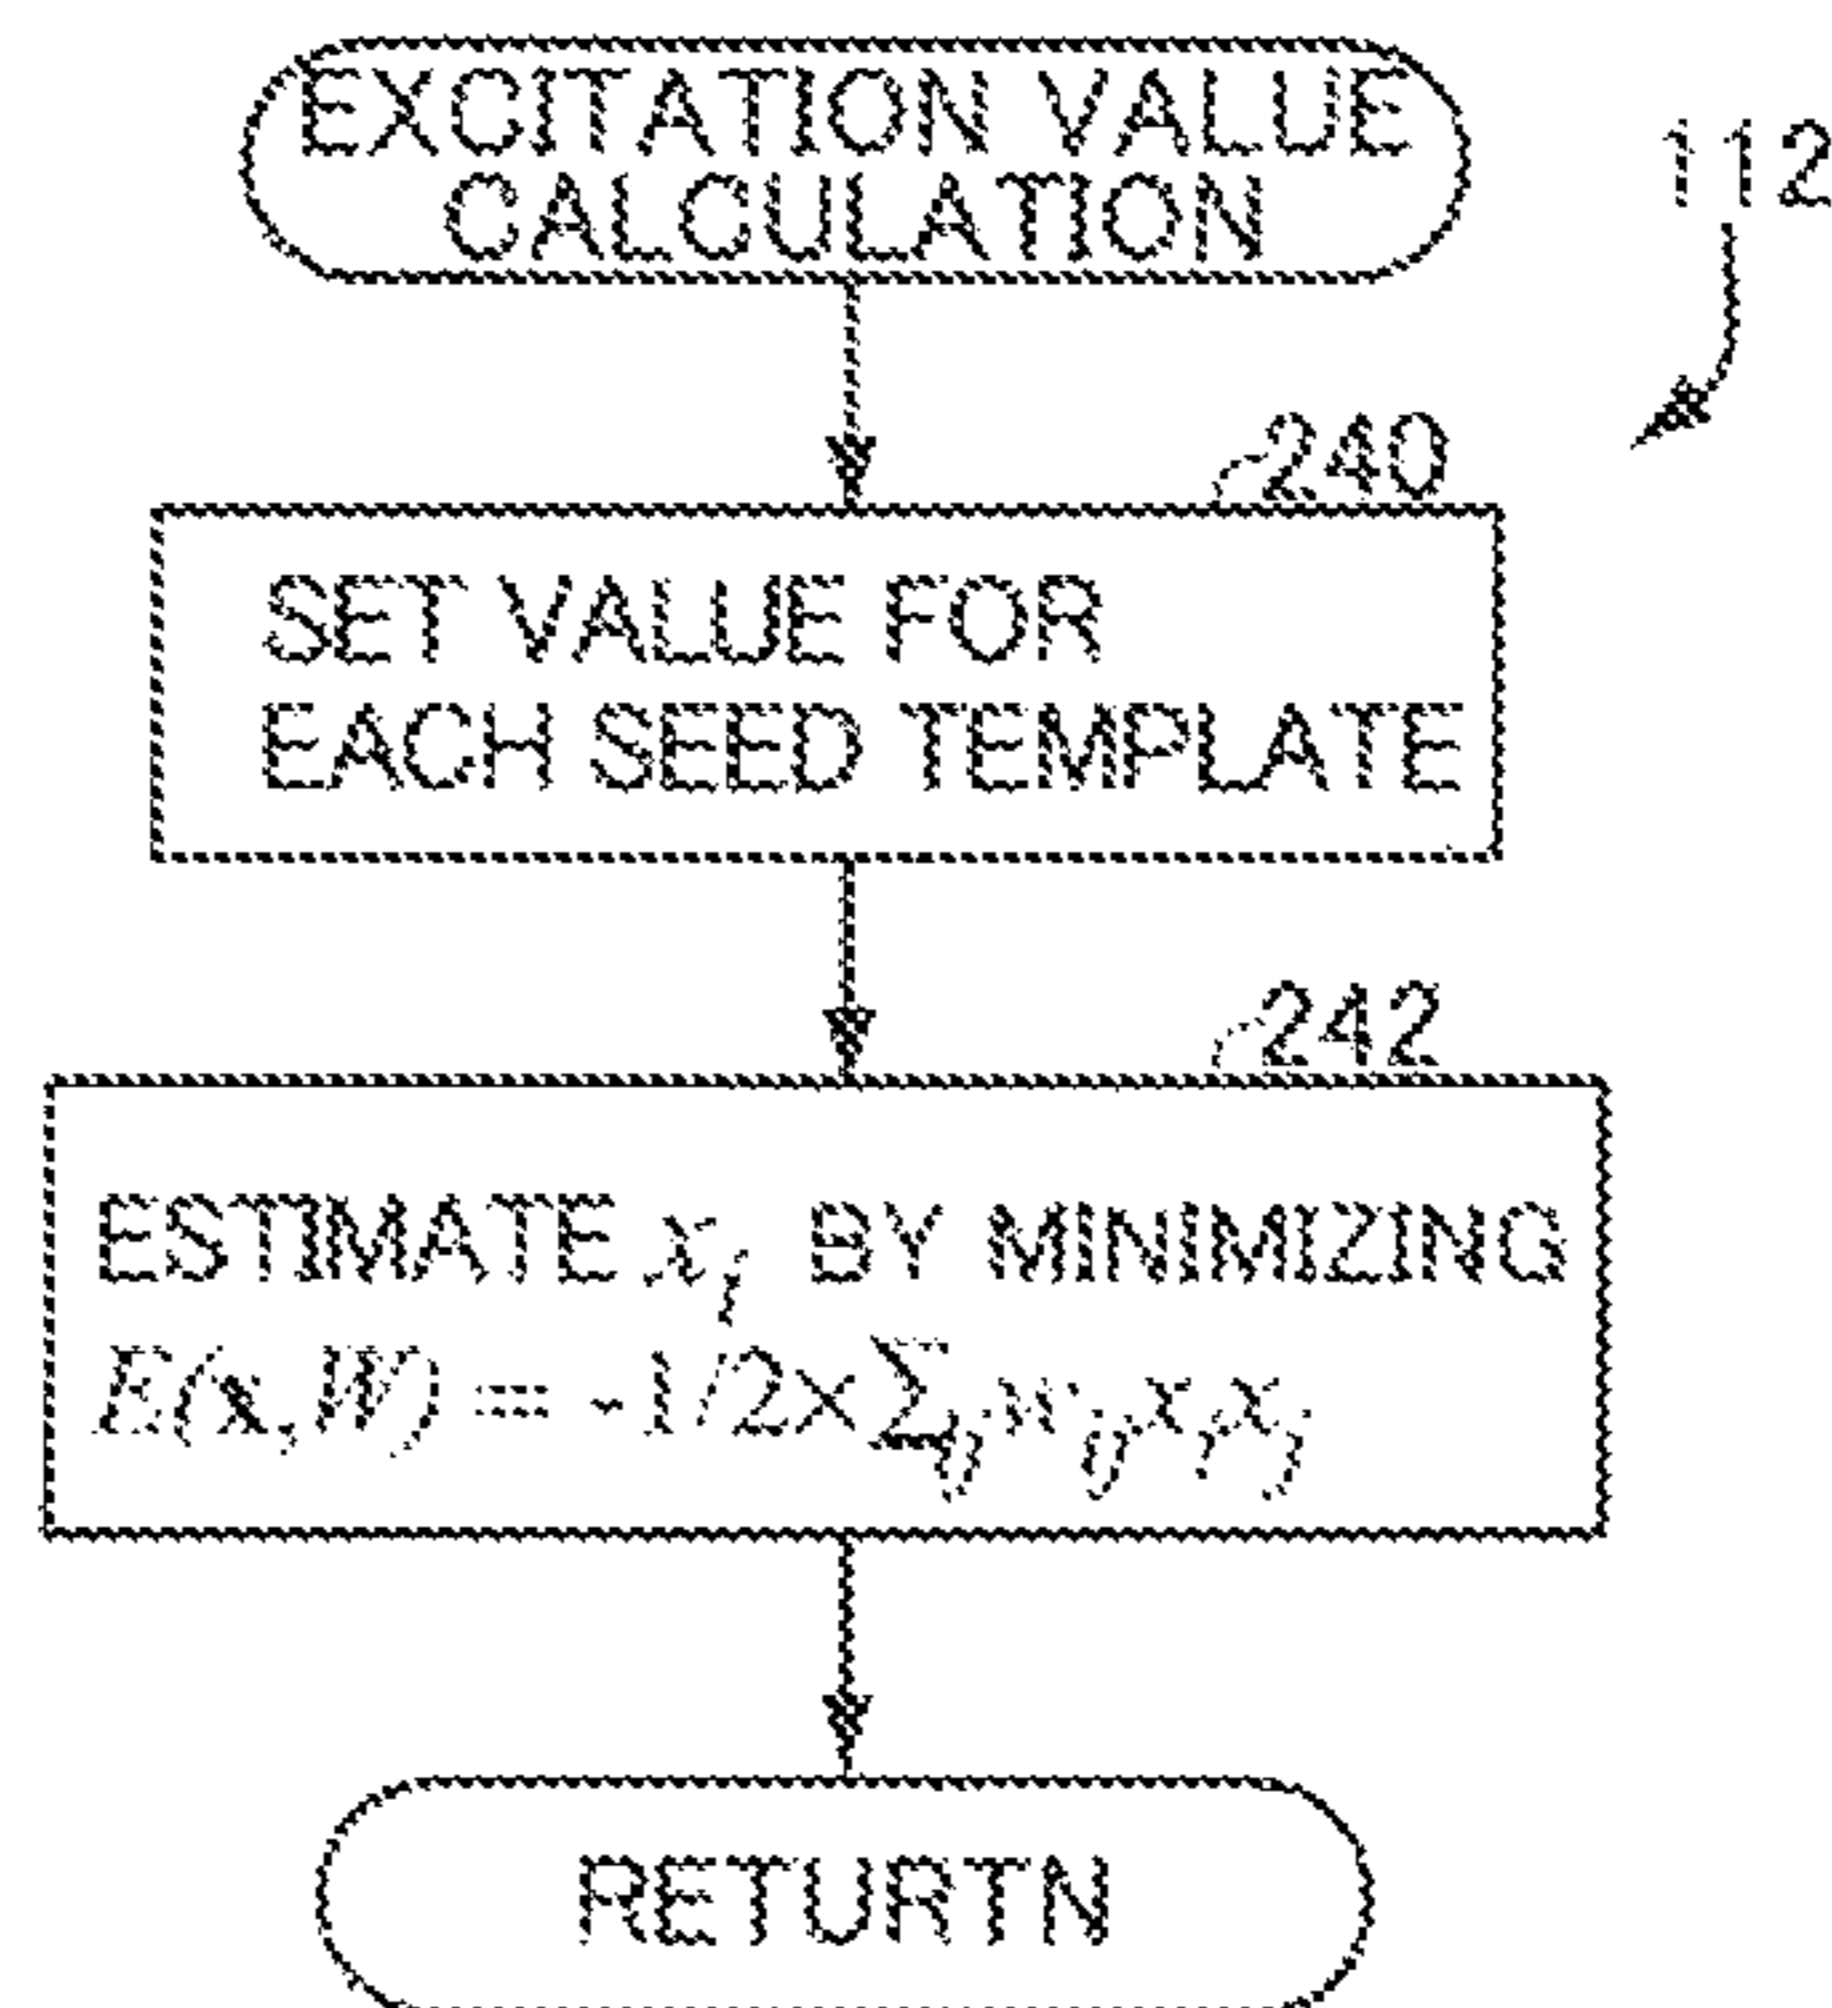 EXCITATION VALUE
CALCULATION
112
240
SET VALUE FOR
EACH SEED TEMPLATE
242
ESTIMATE x_i BY MINIMIZING
E(x,W) = -1/2×Σ_ij w_ij x_i x_j
RETURTN